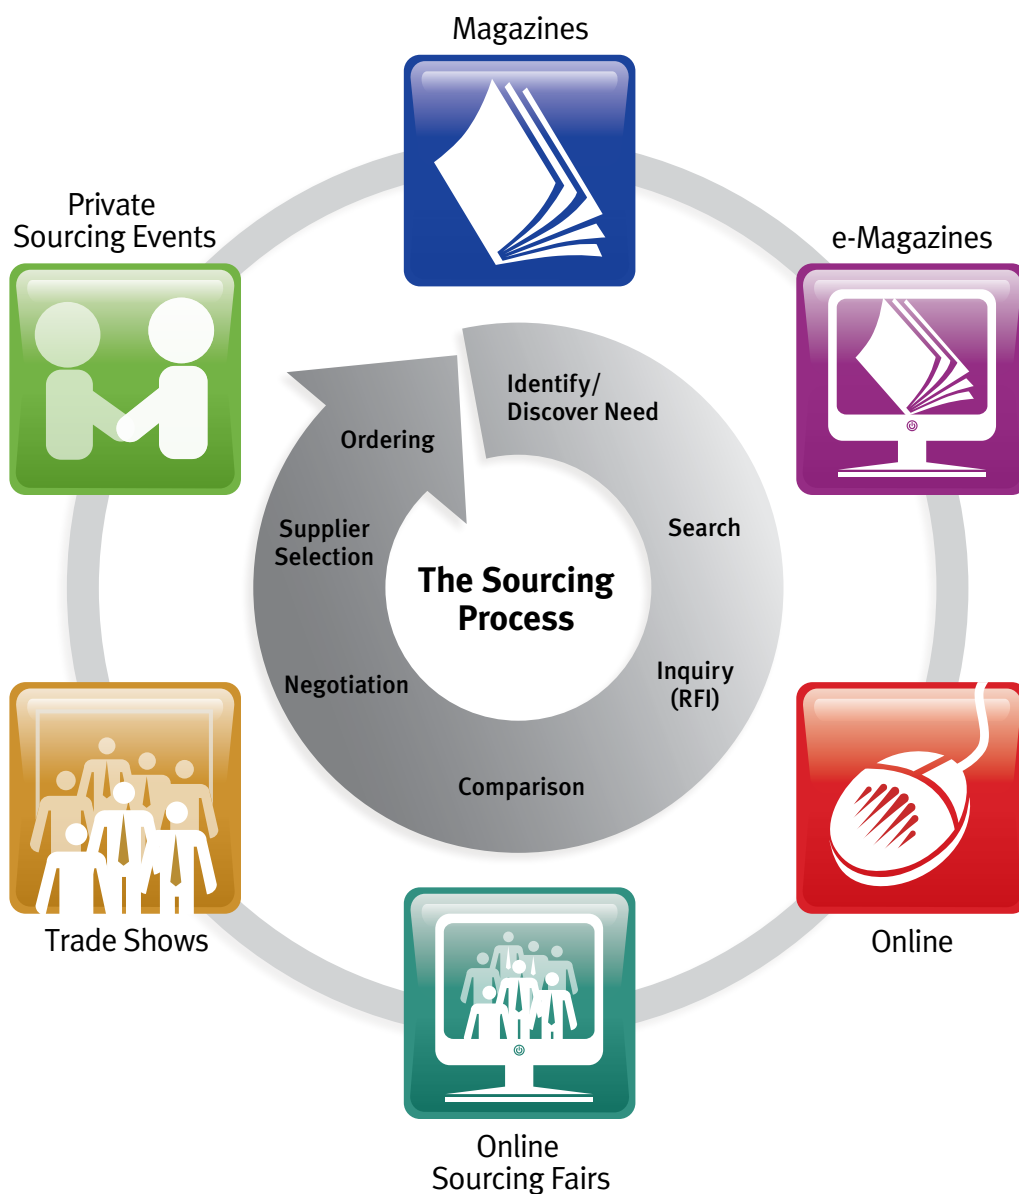 Magazines
Private
Sourcing Events
e-Magazines
Identify/
Discover Need
Ordering
Search
Supplier
Selection
The Sourcing
Process
Inquiry
(RFI)
Negotiation
Comparison
Trade Shows
Online
Online
Sourcing Fairs